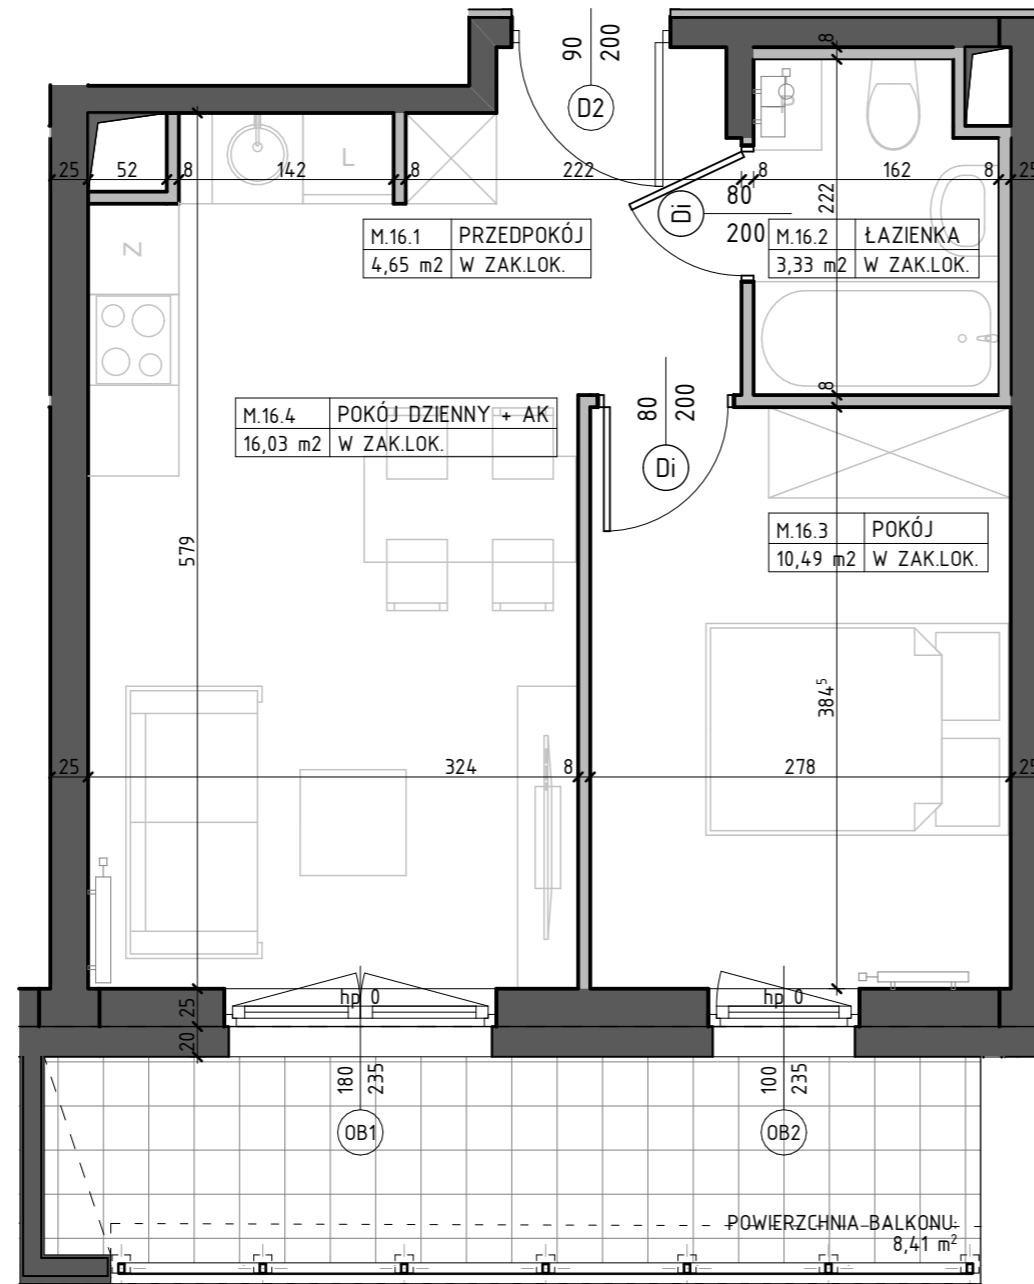 90
200
D2
8
25
52
8
142
L
8
222
8
162
8
25
80
200
Di
222
M.16.1 PRZEDPOKÓJ
4,65 m2 W ZAK.LOK.
M.16.2 ŁAZIENKA
3,33 m2 W ZAK.LOK.
N
8
80
200
Di
M.16.4 POKÓJ DZIENNY + AK
16,03 m2 W ZAK.LOK.
M.16.3 POKÓJ
10,49 m2 W ZAK.LOK.
579
384⁵
25
324
8
278
25
hp 0
hp 0
25
20
180
235
OB1
100
235
OB2
POWIERZCHNIA BALKONU:
8,41 m²